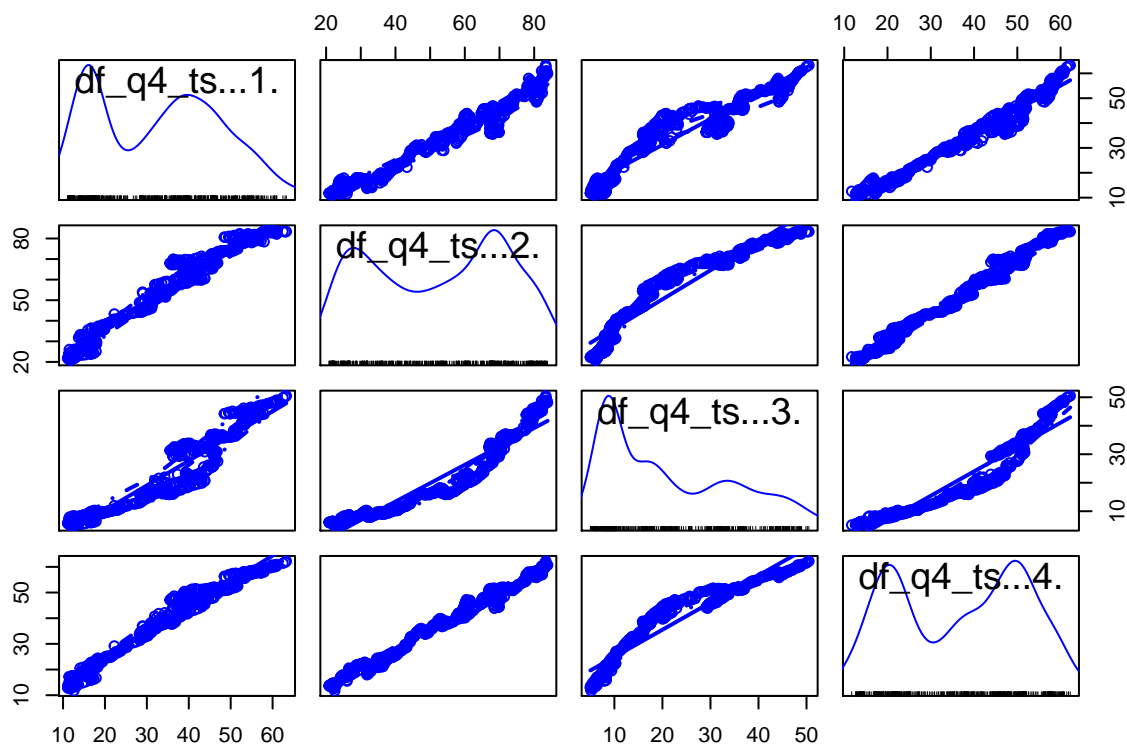 20 40 60 80
10 20 30 40 50 60
df_q4_ts...1.
10 30 50
20 50 80
df_q4_ts...2.
df_q4_ts...3.
10 30 50
10 30 50
df_q4_ts...4.
10 20 30 40 50 60
10 20 30 40 50